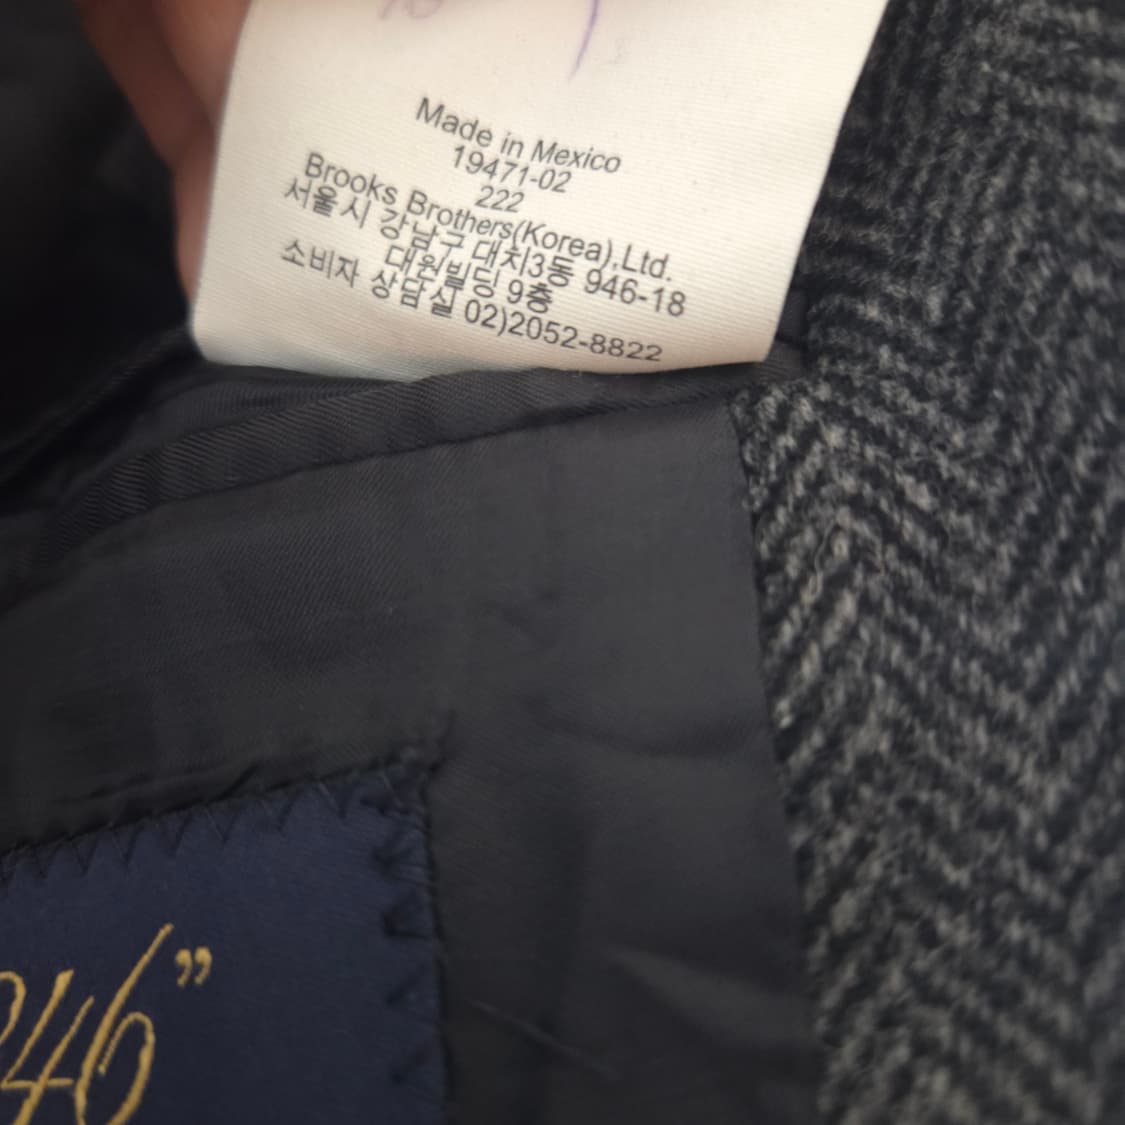 Made in Mexico
19471-02
222
Brooks Brothers(Korea),Ltd.
서울시 강남구 대치3동 946-18
대원빌딩 9층
소비자 상담실 02)2052-8822
346”